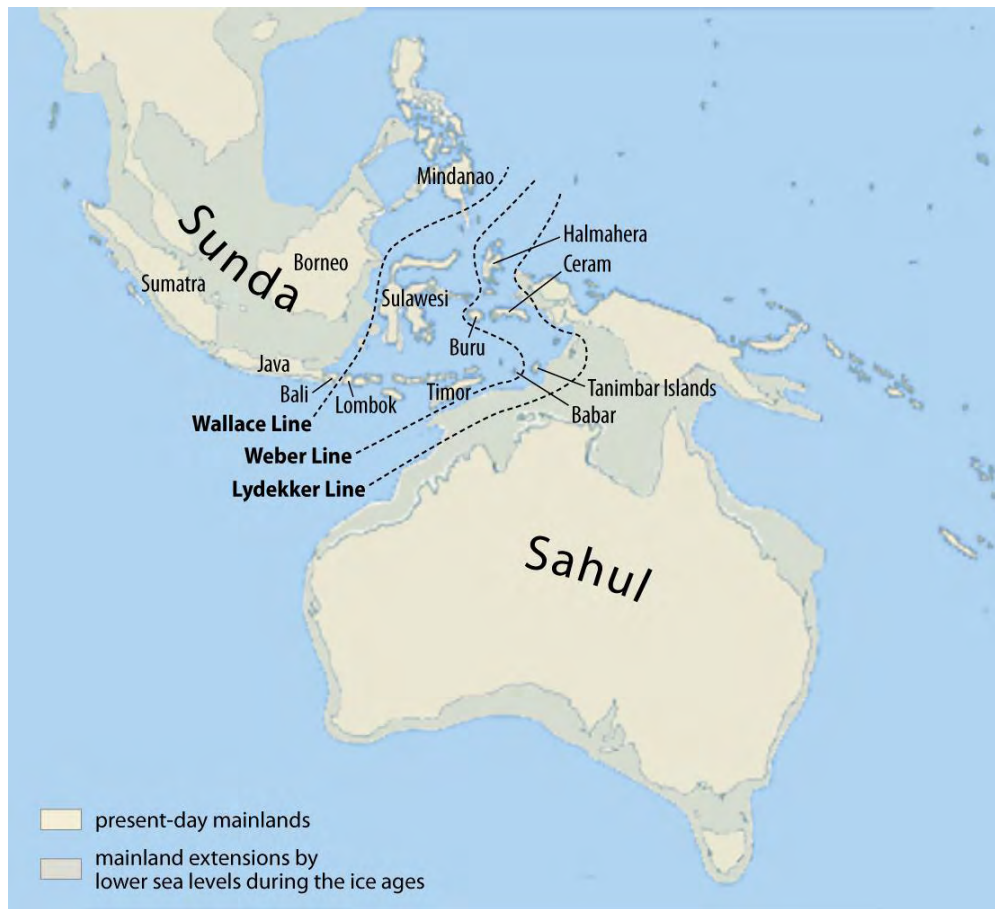 Mindanao
Sunda
Halmahera
Ceram
Borneo
Sumatra
Sulawesi
Buru
Java
Bali
Lombok
Timor
Tanimbar Islands
Babar
Wallace Line
Weber Line
Lydekker Line
Sahul
present-day mainlands
mainland extensions by
lower sea levels during the ice ages